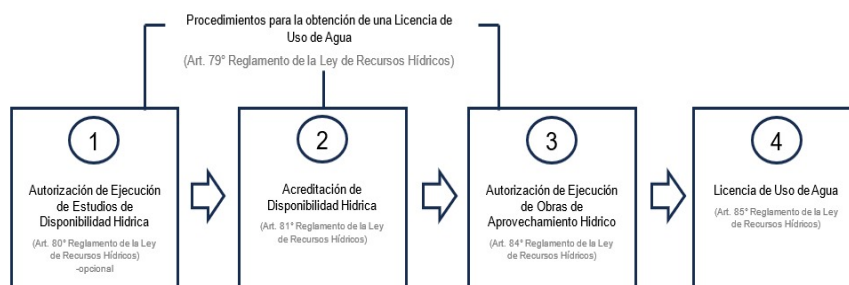 Procedimientos para la obtención de una Licencia de
Uso de Agua
(Art. 79° Reglamento de la Ley de Recursos Hídricos)
1
Autorización de Ejecución
de Estudios de
Disponibilidad Hídrica
(Art. 80° Reglamento de la Ley
de Recursos Hídricos)
-opcional
2
Acreditación de
Disponibilidad Hídrica
(Art. 81° Reglamento de la Ley
de Recursos Hídricos)
3
Autorización de Ejecución
de Obras de
Aprovechamiento Hídrico
(Art. 84° Reglamento de la Ley
de Recursos Hídricos)
4
Licencia de Uso de Agua
(Art. 85° Reglamento de la Ley
de Recursos Hídricos)